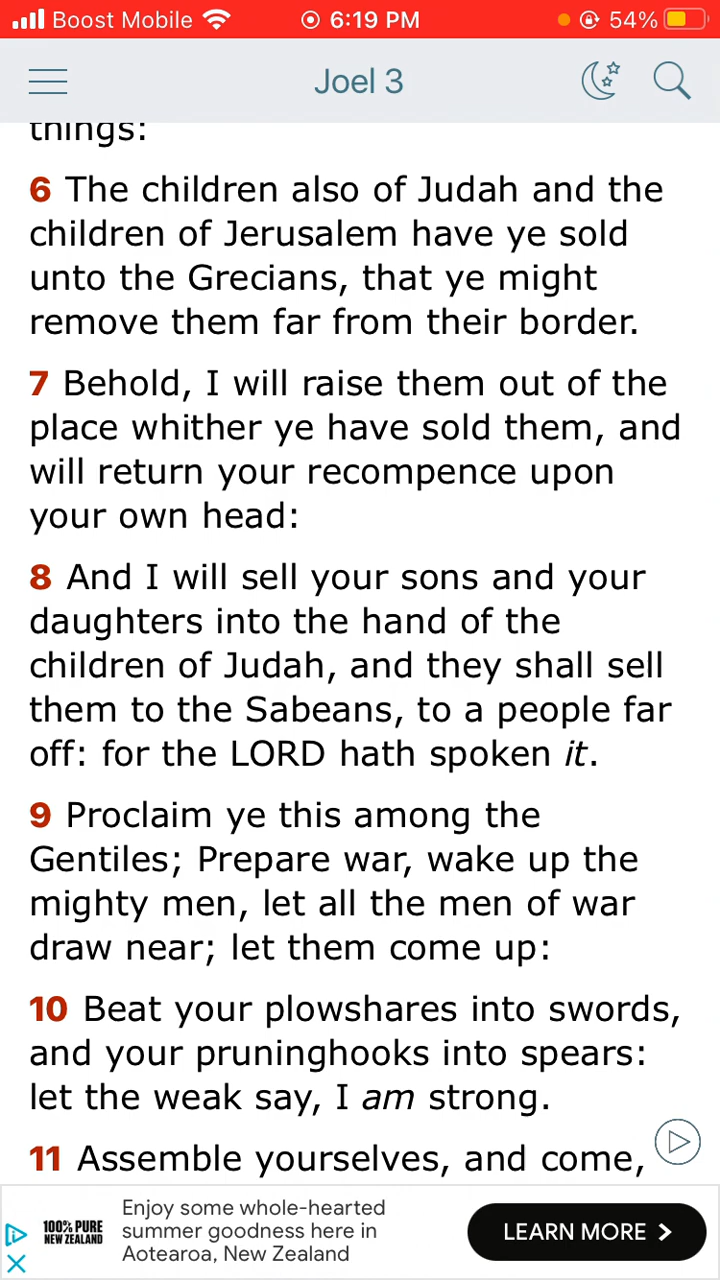 Boost Mobile 6:19 PM 54%
Joel 3
things:
6 The children also of Judah and the
children of Jerusalem have ye sold
unto the Grecians, that ye might
remove them far from their border.
7 Behold, I will raise them out of the
place whither ye have sold them, and
will return your recompence upon
your own head:
8 And I will sell your sons and your
daughters into the hand of the
children of Judah, and they shall sell
them to the Sabeans, to a people far
off: for the LORD hath spoken it.
9 Proclaim ye this among the
Gentiles; Prepare war, wake up the
mighty men, let all the men of war
draw near; let them come up:
10 Beat your plowshares into swords,
and your pruninghooks into spears:
let the weak say, I am strong.
11 Assemble yourselves, and come,
100% PURE
NEW ZEALAND
Enjoy some whole-hearted
summer goodness here in
Aotearoa, New Zealand
LEARN MORE